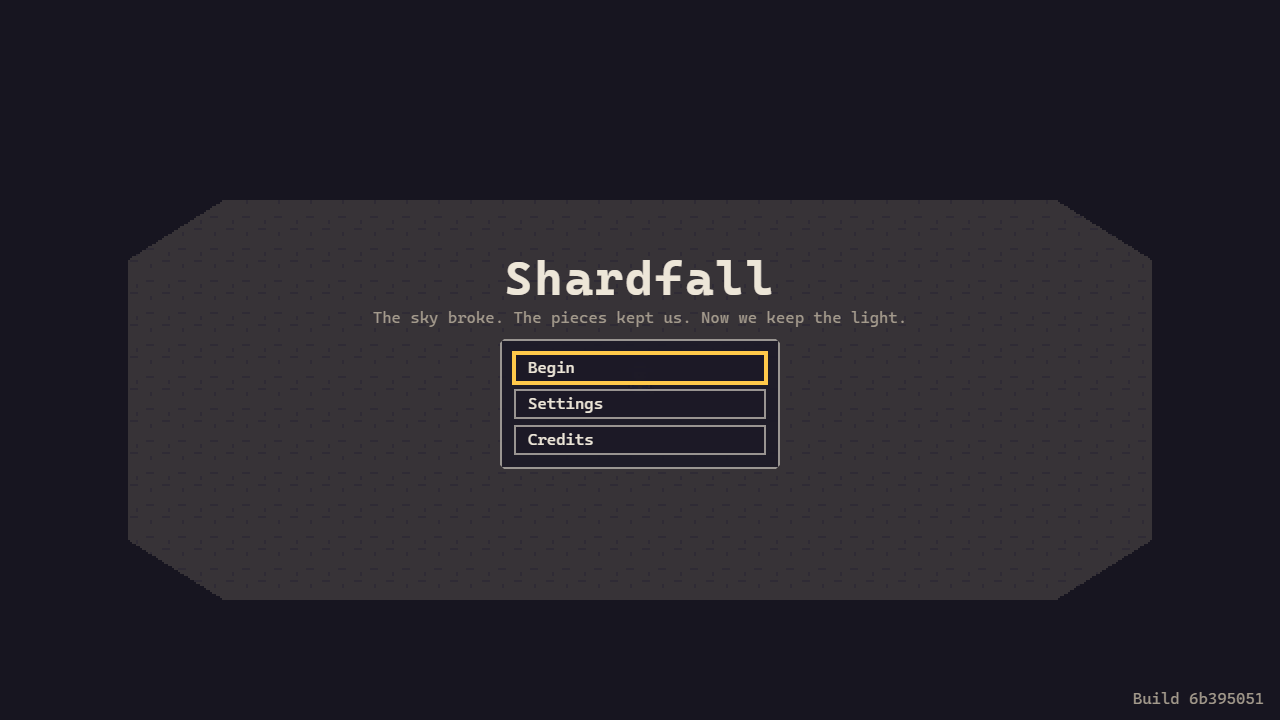 Shardfall
The sky broke. The pieces kept us. Now we keep the light.
Begin
Settings
Credits
Build 6b395051